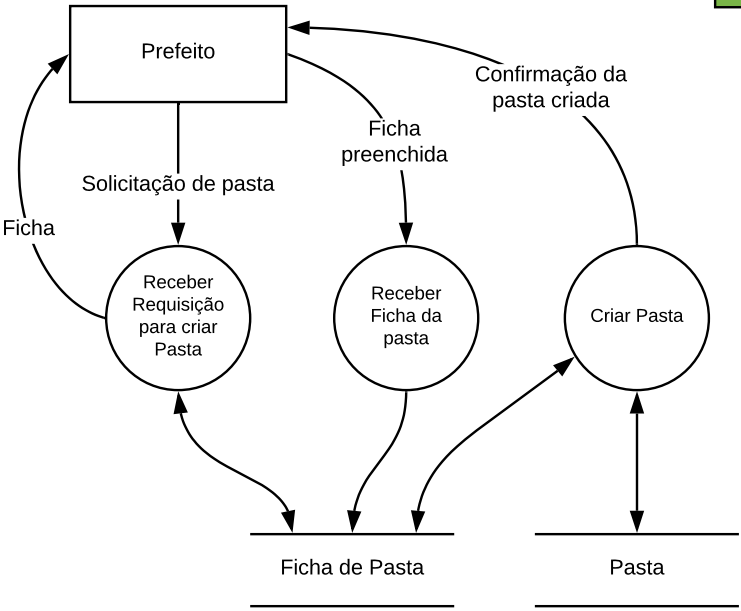 Prefeito
Confirmação da
pasta criada
Ficha
preenchida
Solicitação de pasta
Ficha
Receber
Requisição
para criar
Pasta
Receber
Ficha da
pasta
Criar Pasta
Ficha de Pasta
Pasta